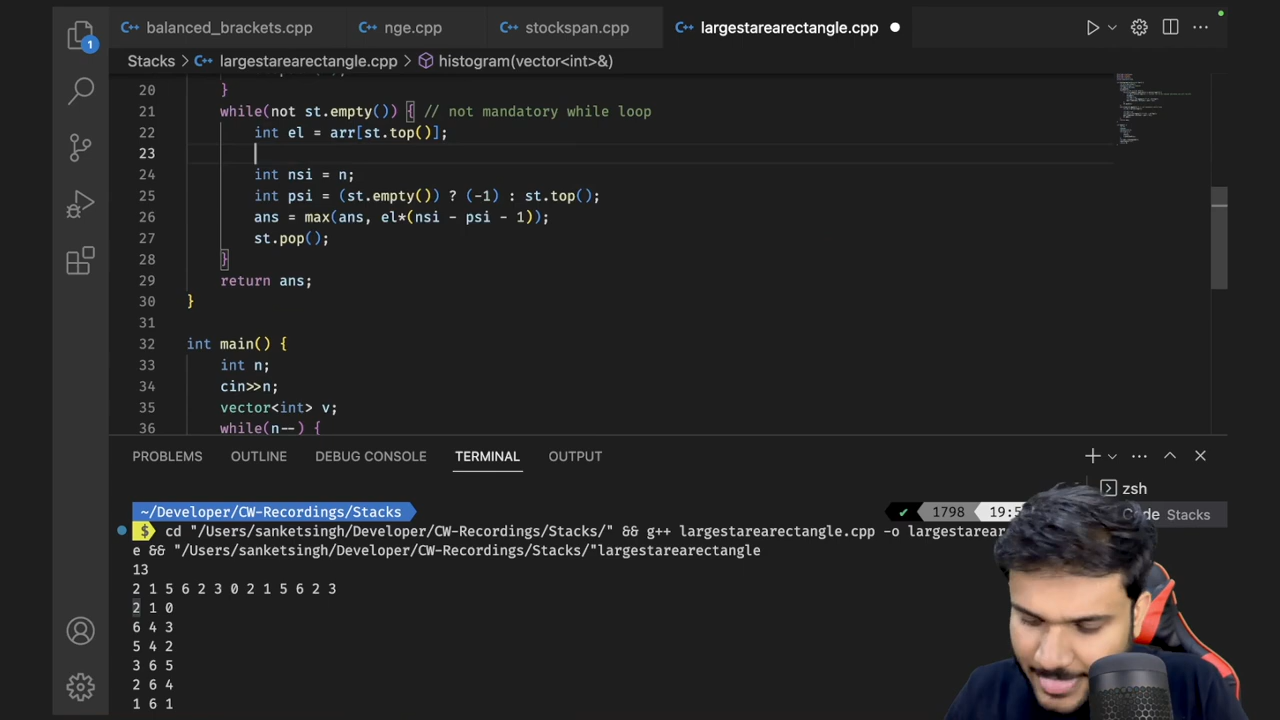 balanced_brackets.cpp nge.cpp stockspan.cpp largestarearectangle.cpp
1
Stacks > largestarearectangle.cpp > histogram(vector<int>&)
20 }
21 while(not st.empty()) { // not mandatory while loop
22 int el = arr[st.top()];
23
24 int nsi = n;
25 int psi = (st.empty()) ? (-1) : st.top();
26 ans = max(ans, el*(nsi - psi - 1));
27 st.pop();
28 }
29 return ans;
30 }
31
32 int main() {
33 int n;
34 cin>>n;
35 vector<int> v;
36 while(n--) {
PROBLEMS OUTLINE DEBUG CONSOLE TERMINAL OUTPUT
zsh
Code Stacks
~/Developer/CW-Recordings/Stacks ✔ 1798
$ cd "/Users/sanketsingh/Developer/CW-Recordings/Stacks/" && g++ largestarearectangle.cpp -o
e && "/Users/sanketsingh/Developer/CW-Recordings/Stacks/"largestarearectangle
13
2 1 5 6 2 3 0 2 1 5 6 2 3
2 1 0
6 4 3
5 4 2
3 6 5
2 6 4
1 6 1